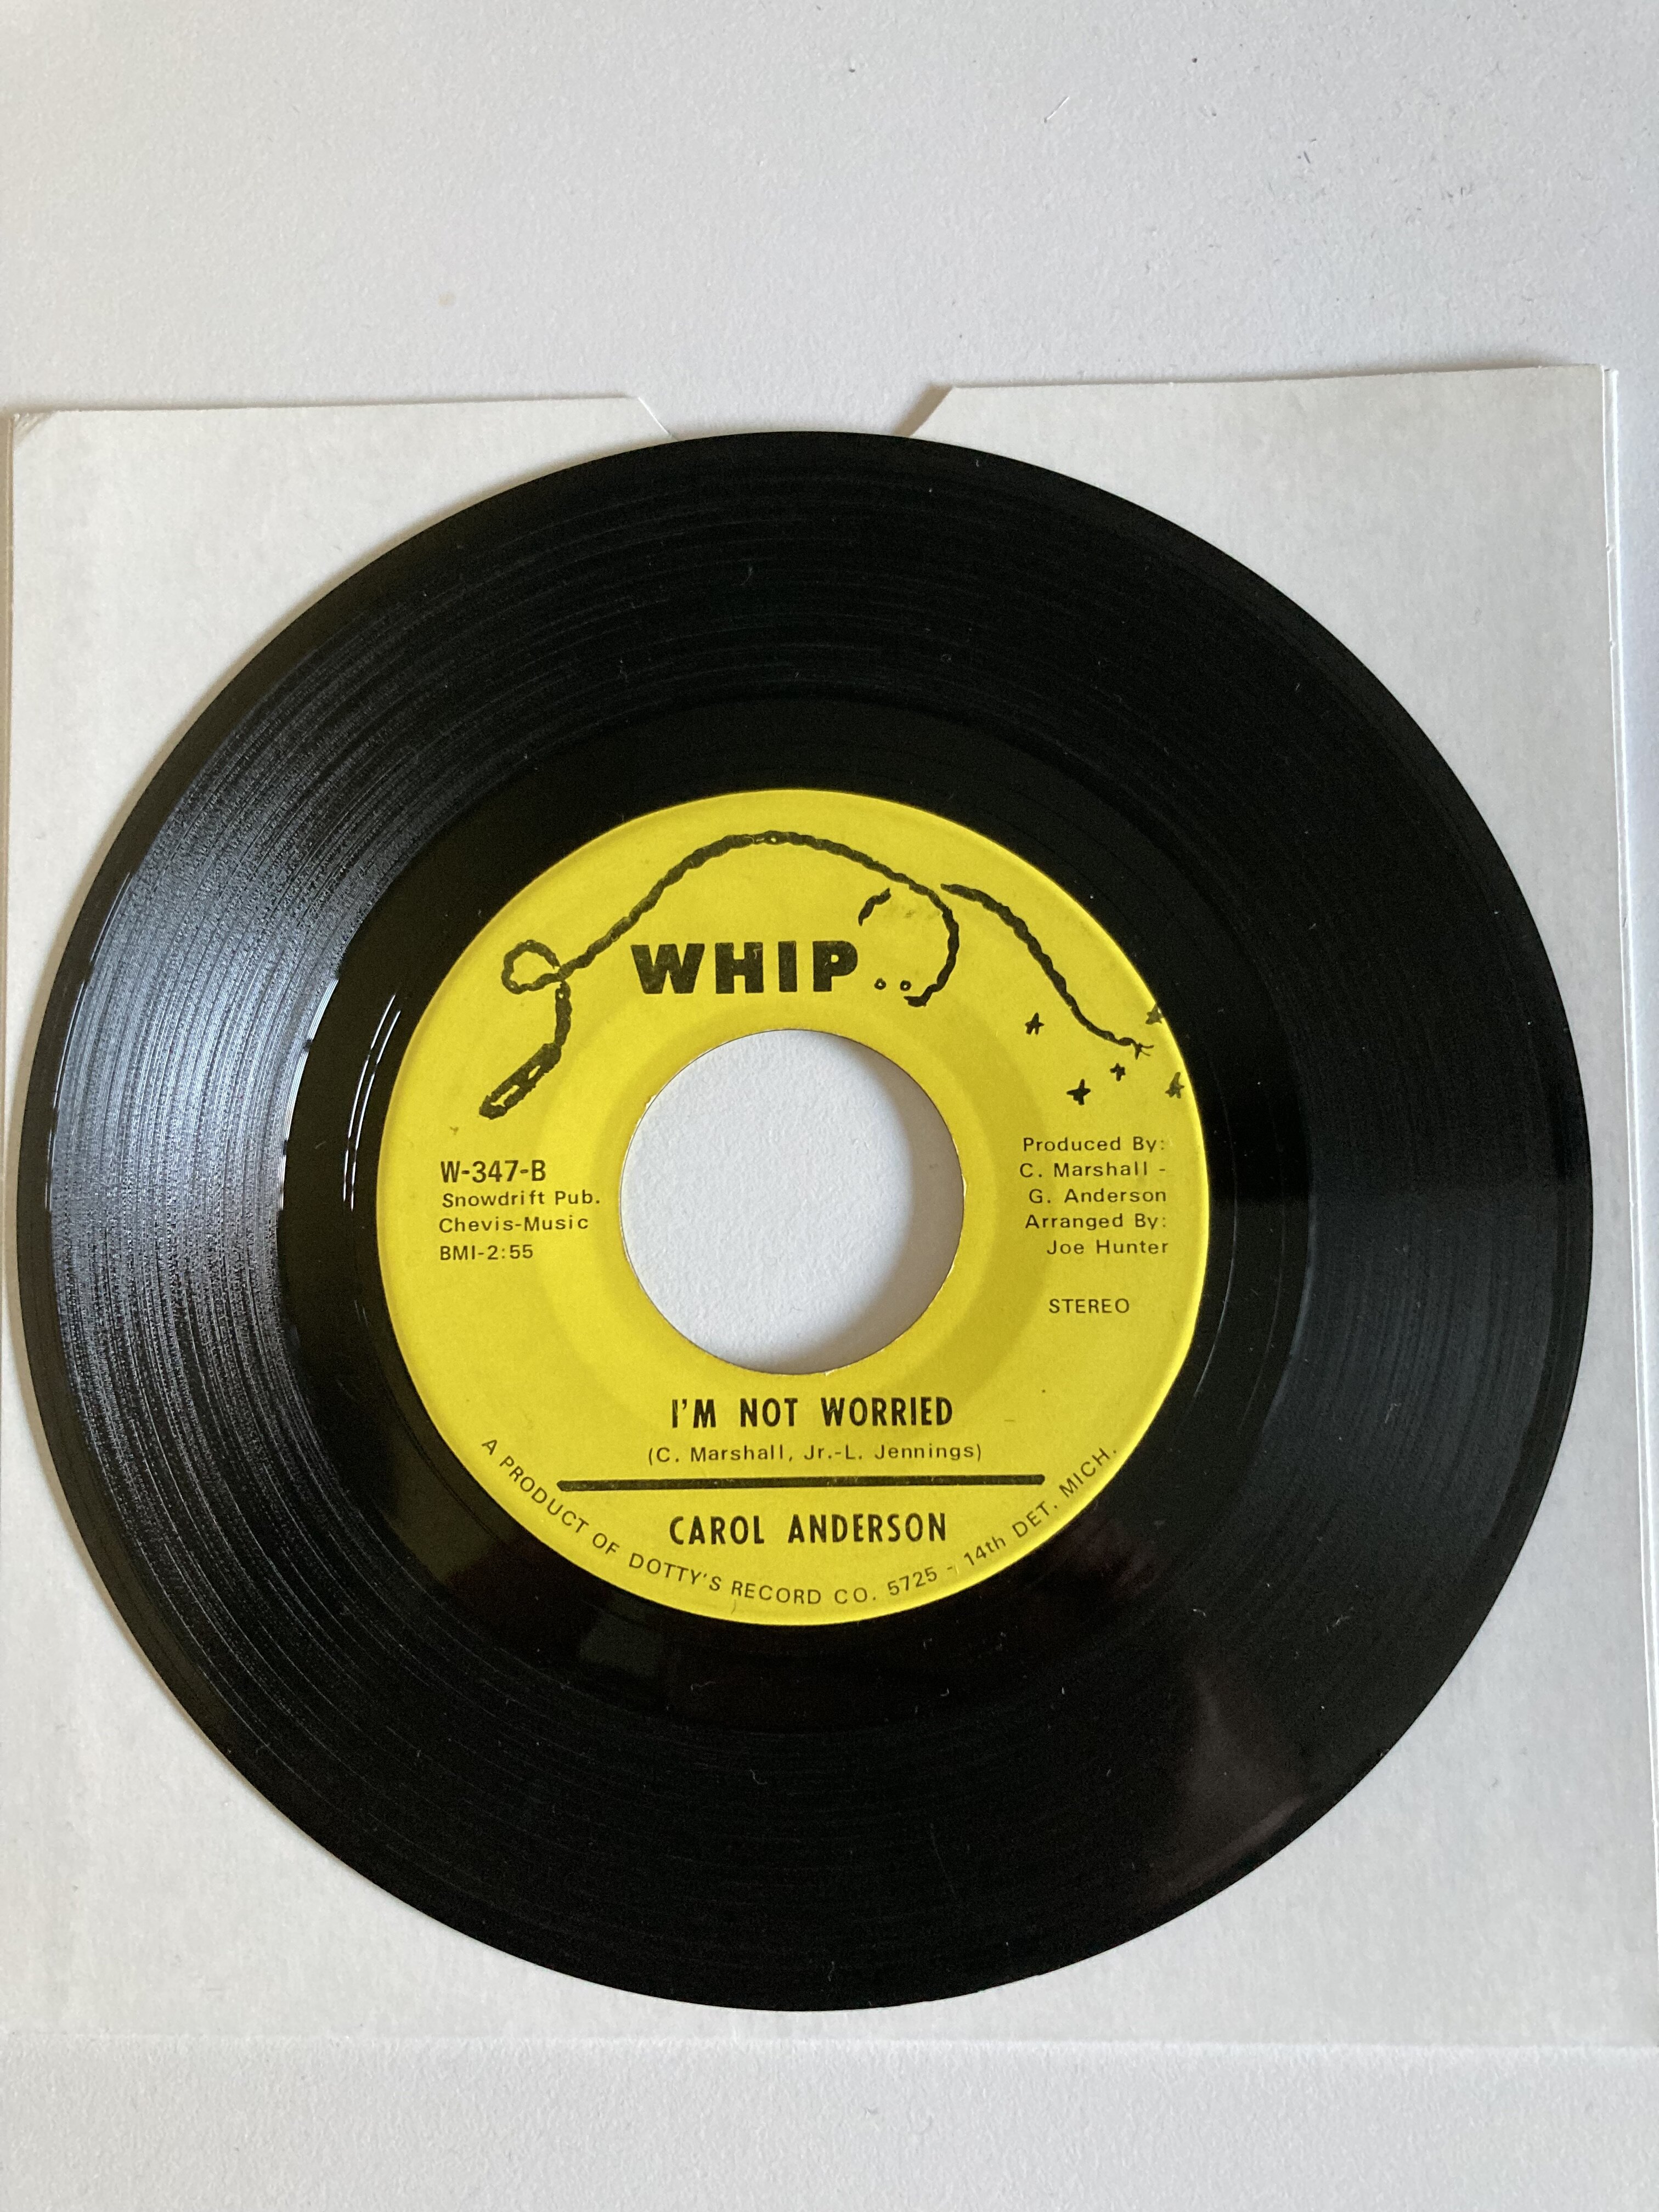 WHIP..
W-347-B
Snowdrift Pub.
Chevis-Music
BMI-2:55
Produced By:
C. Marshall -
G. Anderson
Arranged By:
Joe Hunter
STEREO
I'M NOT WORRIED
(C. Marshall, Jr.-L. Jennings)
CAROL ANDERSON
A PRODUCT OF DOTTY'S RECORD CO. 5725 - 14th DET. MICH.